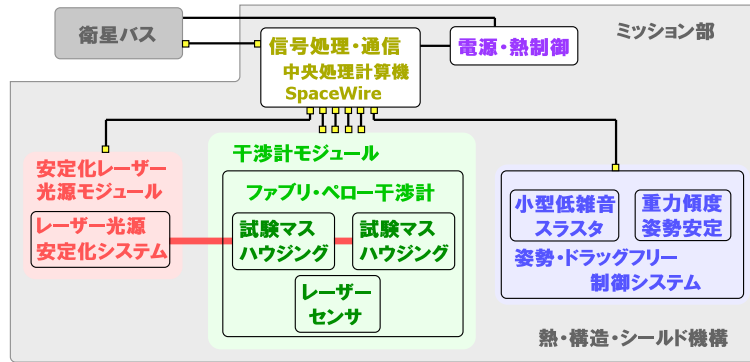 衛星バス
信号処理・通信
中央処理計算機
SpaceWire
電源・熱制御
ミッション部
安定化レーザー
光源モジュール
レーザー光源
安定化システム
干渉計モジュール
ファブリ・ペロー干渉計
試験マス
ハウジング
試験マス
ハウジング
レーザー
センサ
小型低雑音
スラスタ
重力傾度
姿勢安定
姿勢・ドラッグフリー
制御システム
熱・構造・シールド機構